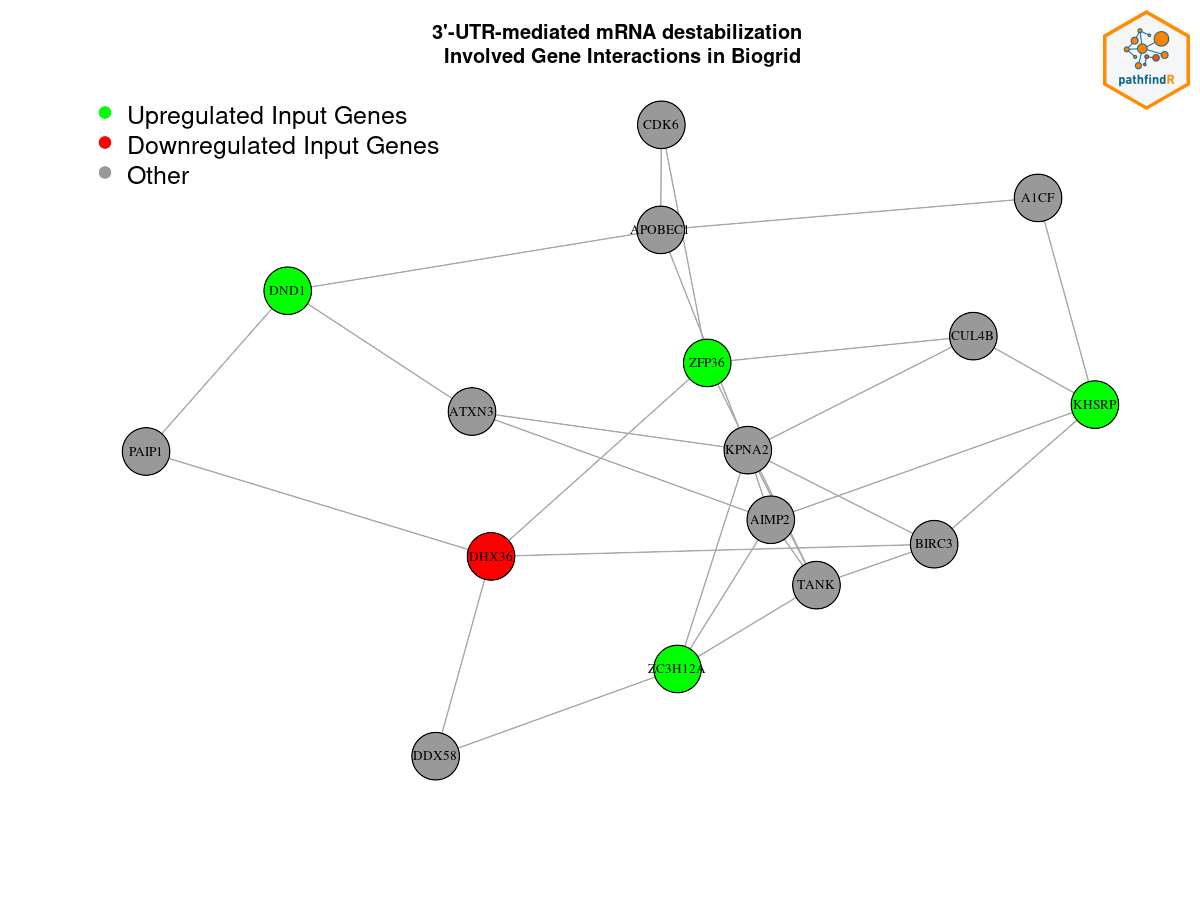 3'-UTR-mediated mRNA destabilization
Involved Gene Interactions in Biogrid
pathfindR
Upregulated Input Genes
Downregulated Input Genes
Other
CDK6
A1CF
APOBEC1
DND1
CUL4B
ZFP36
KHSRP
ATXN3
KPNA2
PAIP1
AIMP2
BIRC3
DHX36
TANK
ZC3H12A
DDX58